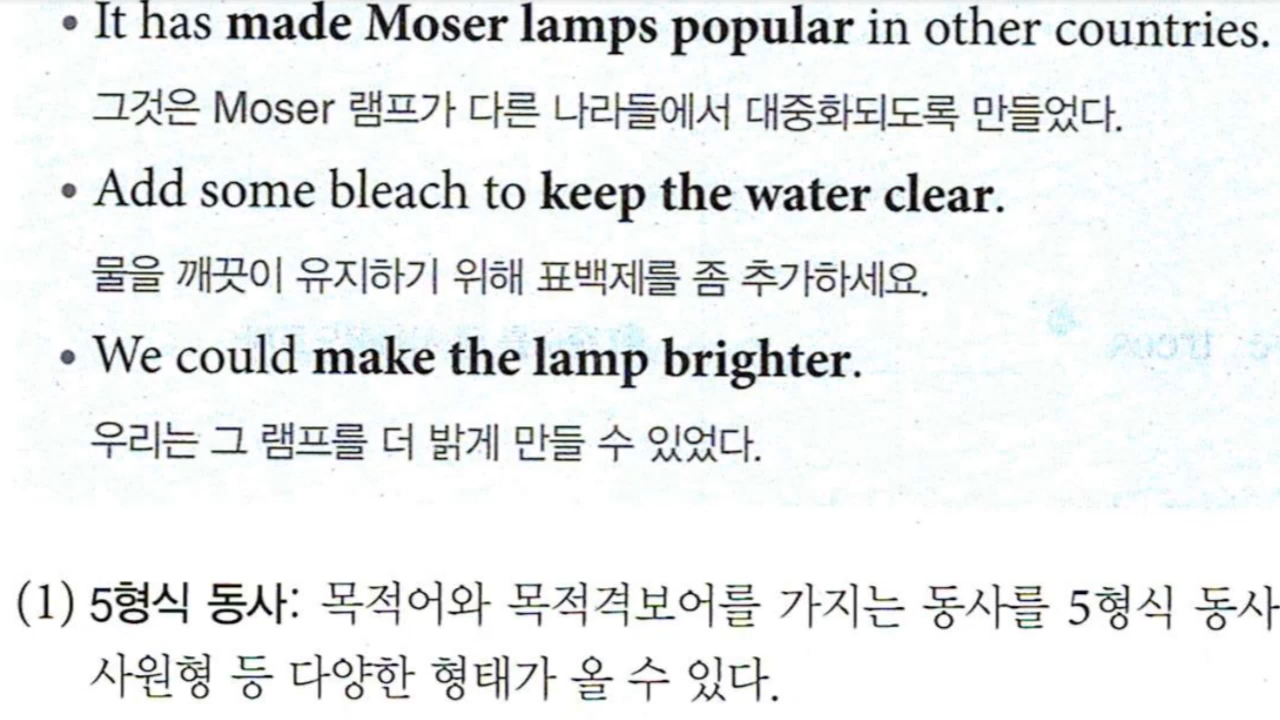 • It has made Moser lamps popular in other countries.
그것은 Moser 램프가 다른 나라들에서 대중화되도록 만들었다.
• Add some bleach to keep the water clear.
물을 깨끗이 유지하기 위해 표백제를 좀 추가하세요.
• We could make the lamp brighter.
우리는 그 램프를 더 밝게 만들 수 있었다.
(1) 5형식 동사: 목적어와 목적격보어를 가지는 동사를 5형식 동사
사원형 등 다양한 형태가 올 수 있다.